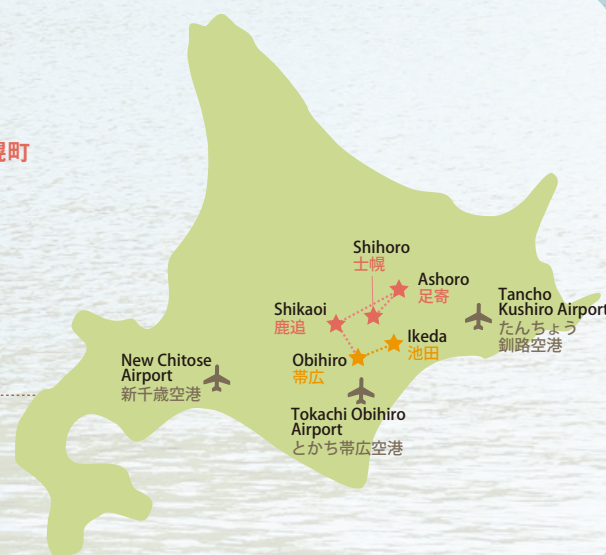 町
Shihoro
士幌
Ashoro
足寄
Shikaoi
鹿追
Tancho
Kushiro Airport
たんちょう
釧路空港
Ikeda
池田
Obihiro
帯広
New Chitose
Airport
新千歳空港
Tokachi Obihiro
Airport
とかち帯広空港